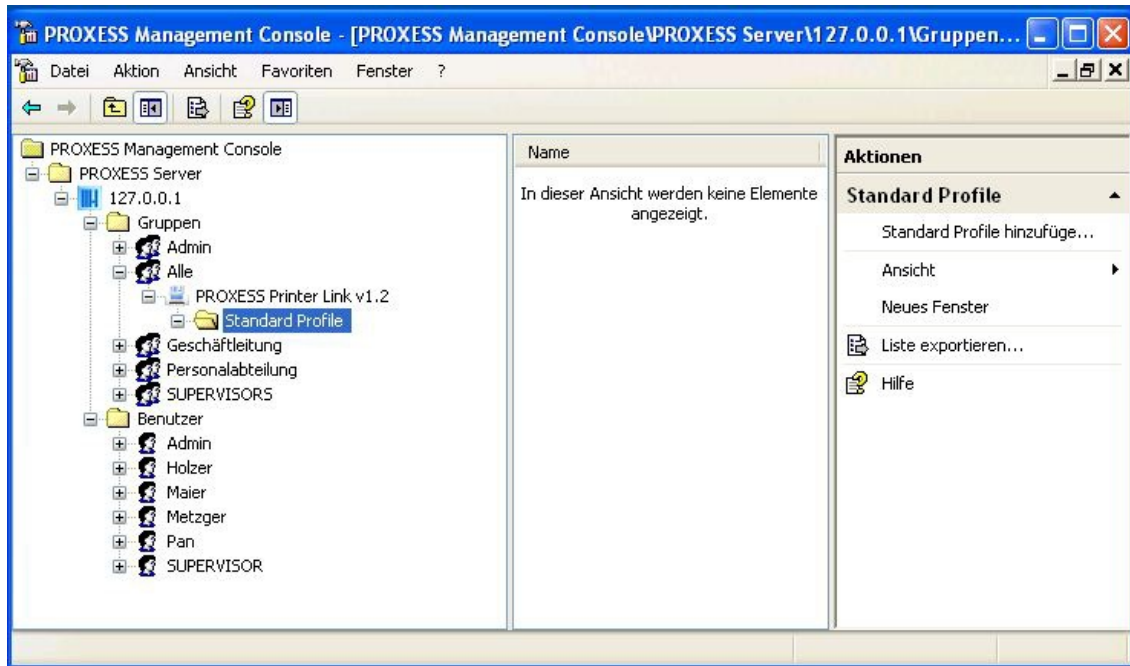 PROXESS Management Console - [PROXESS Management Console\PROXESS Server\127.0.0.1\Gruppen...
Datei Aktion Ansicht Favoriten Fenster ?
PROXESS Management Console
PROXESS Server
127.0.0.1
Gruppen
Admin
Alle
PROXESS Printer Link v1.2
Standard Profile
Geschäftleitung
Personalabteilung
SUPERVISORS
Benutzer
Admin
Holzer
Maier
Metzger
Pan
SUPERVISOR
Name
In dieser Ansicht werden keine Elemente
angezeigt.
Aktionen
Standard Profile
Standard Profile hinzufüge...
Ansicht
Neues Fenster
Liste exportieren...
Hilfe